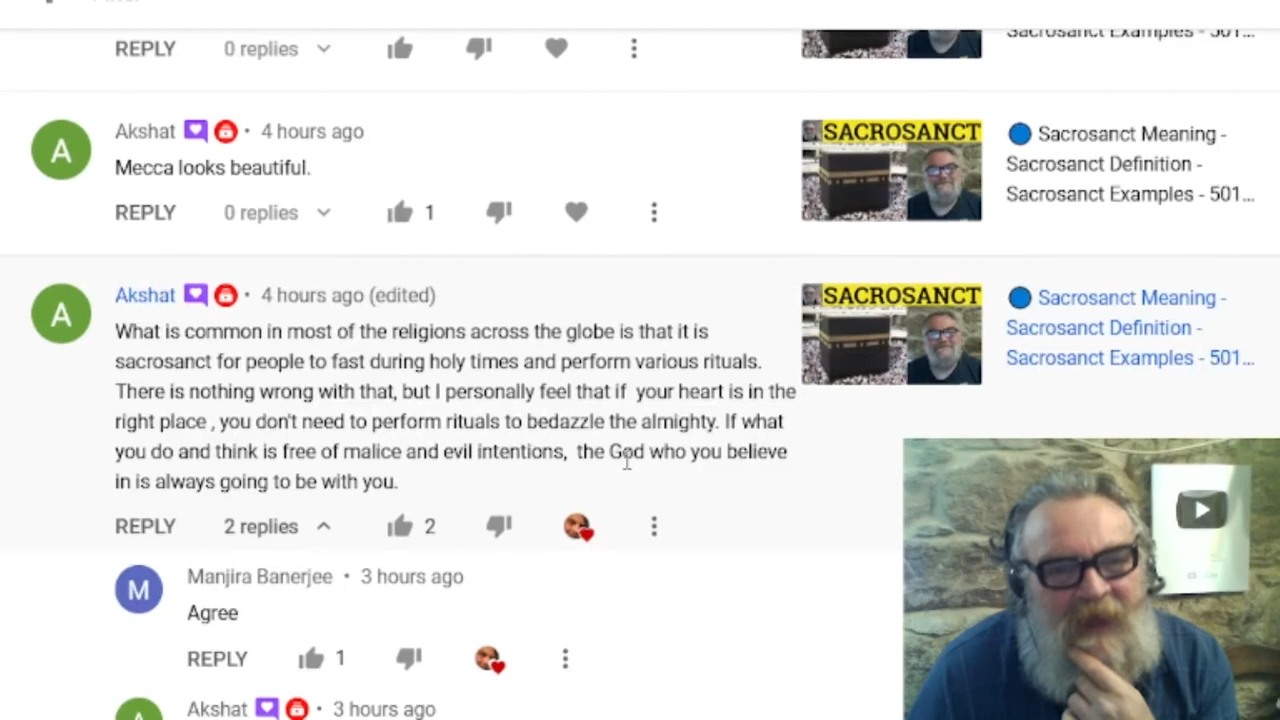 REPLY 0 replies
Sacrosanct Examples - 501...
A Akshat • 4 hours ago
SACROSANCT
Sacrosanct Meaning -
Mecca looks beautiful.
Sacrosanct Definition -
Sacrosanct Examples - 501...
REPLY 0 replies 1
A Akshat • 4 hours ago (edited)
SACROSANCT
Sacrosanct Meaning -
Sacrosanct Definition -
Sacrosanct Examples - 501...
What is common in most of the religions across the globe is that it is
sacrosanct for people to fast during holy times and perform various rituals.
There is nothing wrong with that, but I personally feel that if  your heart is in the
right place , you don't need to perform rituals to bedazzle the almighty. If what
you do and think is free of malice and evil intentions,  the God who you believe
in is always going to be with you.
REPLY 2 replies 2
M Manjira Banerjee • 3 hours ago
Agree
REPLY 1
Akshat • 3 hours ago